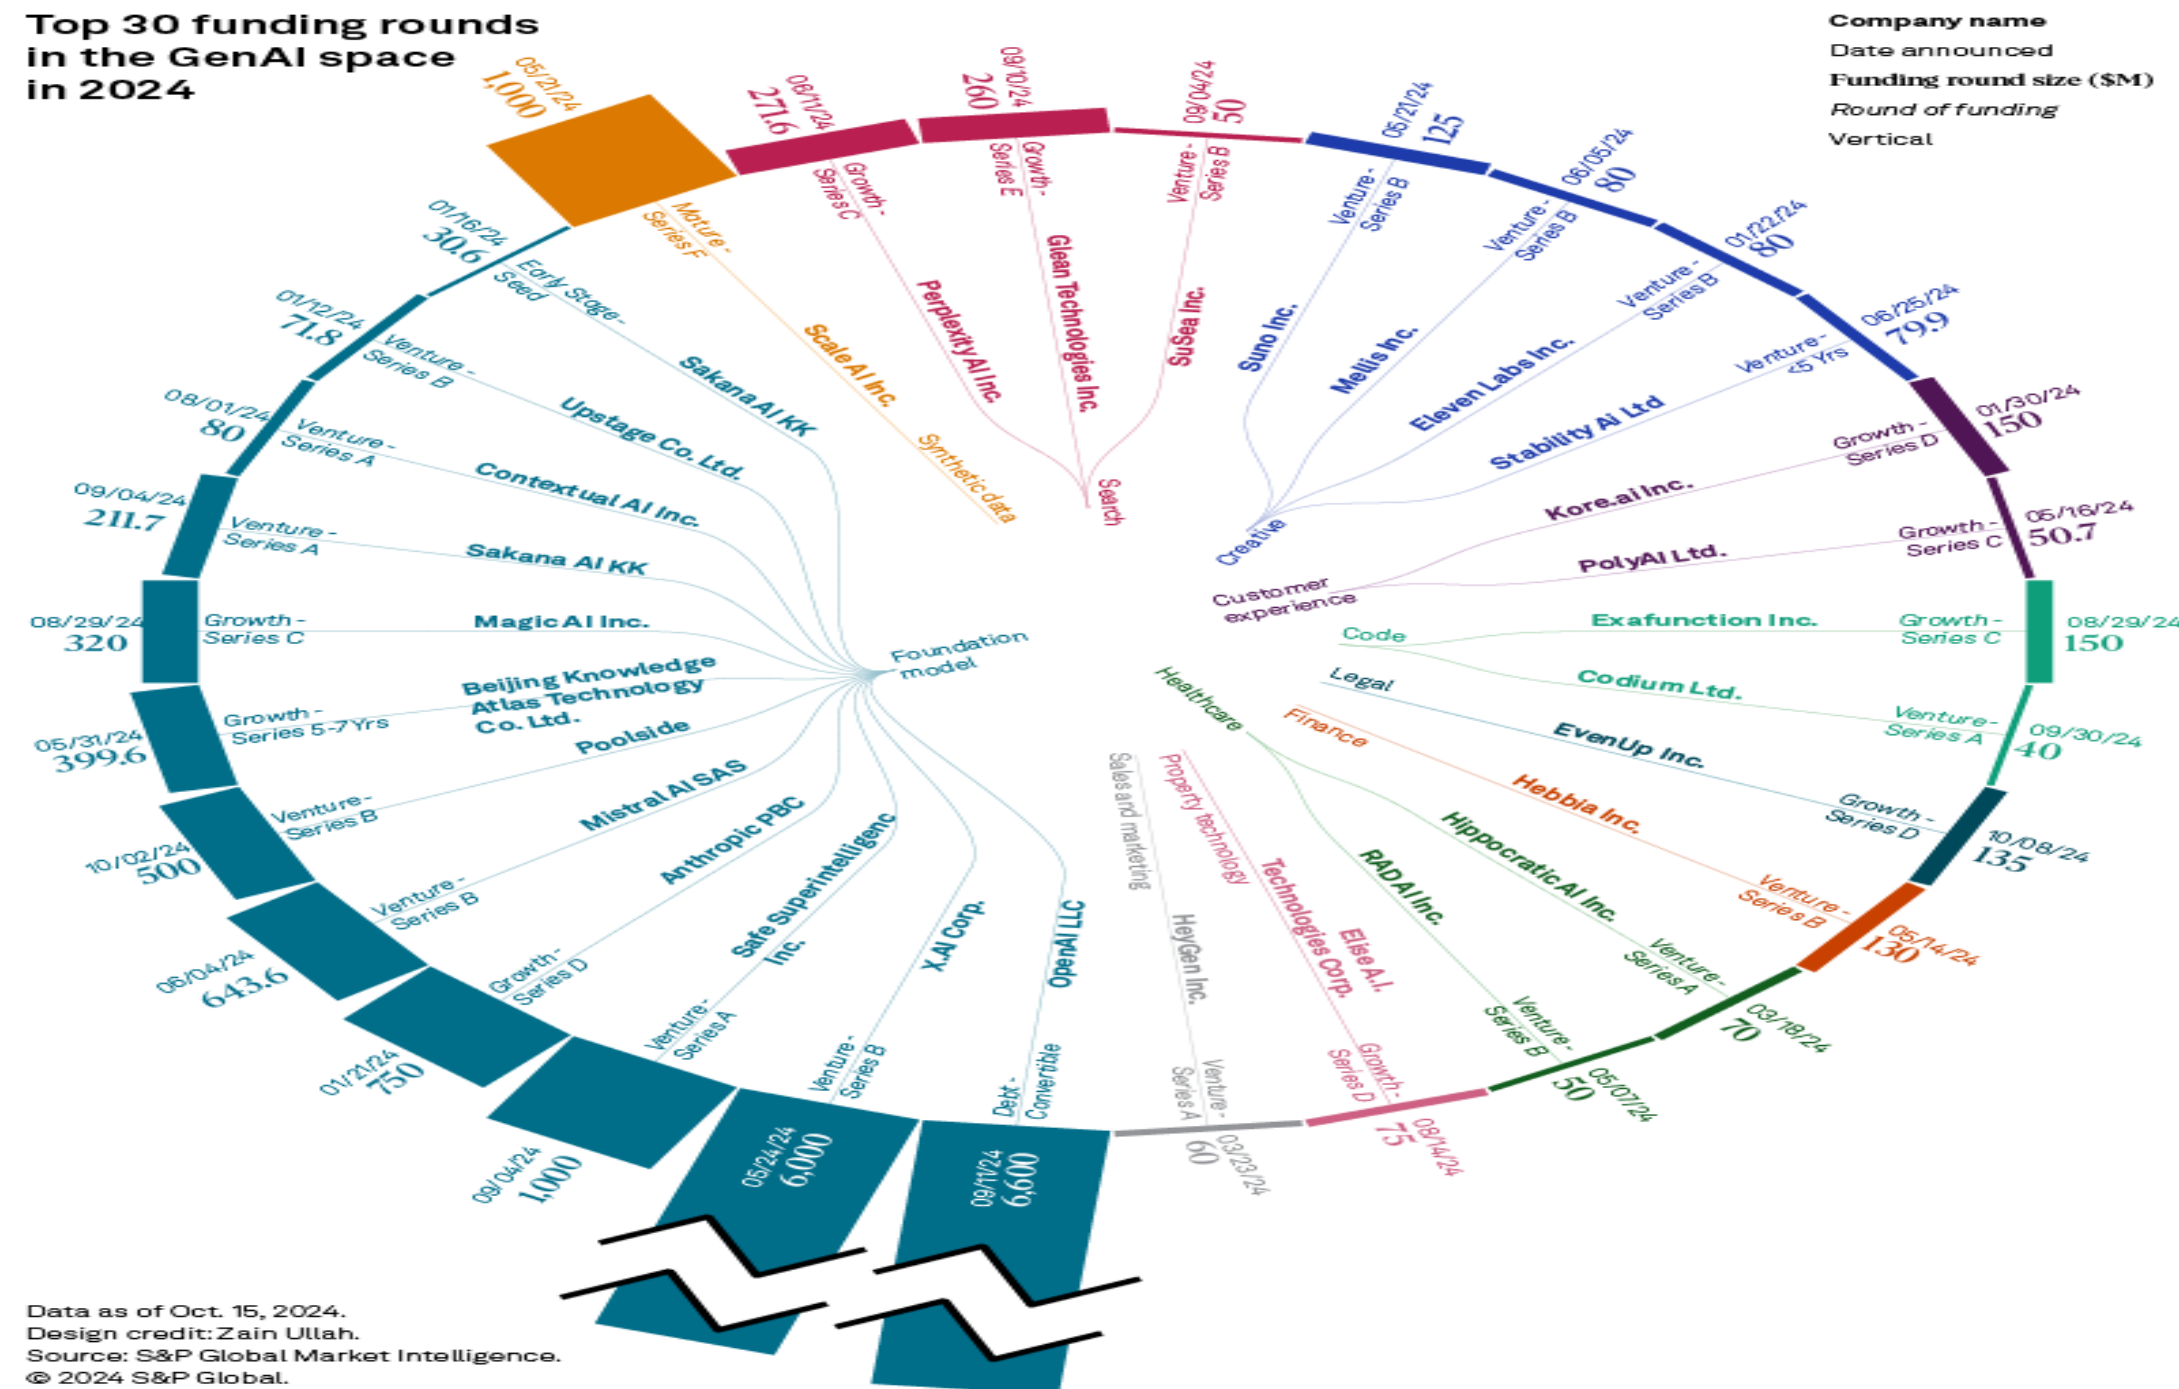 Top 30 funding rounds
in the GenAI space
in 2024
Company name
Date announced
Funding round size ($M)
Round of funding
Vertical
05/21/24
1,000
Mature -
Series F
Scale AI Inc.
Synthetic data
06/11/24
271.6
Growth -
Series C
Perplexity AI Inc.
09/10/24
260
Growth -
Series E
Glean Technologies Inc.
09/04/24
50
Venture -
Series B
SuSea Inc.
Search
05/21/24
125
Venture -
Series B
Suno Inc.
06/05/24
80
Venture -
Series B
Mellis Inc.
01/22/24
80
Venture -
Series B
Eleven Labs Inc.
06/25/24
79.9
Venture -
<5 Yrs
Stability Ai Ltd
Creative
01/30/24
150
Growth -
Series D
Kore.ai Inc.
05/16/24
50.7
Growth -
Series C
PolyAI Ltd.
Customer
experience
08/29/24
150
Growth -
Series C
Exafunction Inc.
09/30/24
40
Venture -
Series A
Codium Ltd.
Code
10/08/24
135
Growth -
Series D
EvenUp Inc.
Legal
05/14/24
130
Venture -
Series B
Hebbia Inc.
Finance
03/18/24
70
Venture -
Series A
Hippocratic AI Inc.
05/07/24
50
Venture -
Series B
RADAI Inc.
Healthcare
08/14/24
75
Growth -
Series D
Elise A.I.
Technologies Corp.
Property technology
03/23/24
60
Venture -
Series A
HeyGen Inc.
Sales and marketing
09/11/24
6,600
Debt -
Convertible
OpenAI LLC
05/24/24
6,000
Venture -
Series B
X.AI Corp.
09/04/24
1,000
Venture -
Series A
Safe Superintelligenc
Inc.
01/21/24
750
Growth -
Series D
Anthropic PBC
06/04/24
643.6
Venture -
Series B
Mistral AI SAS
10/02/24
500
Venture -
Series B
Poolside
05/31/24
399.6
Growth -
Series 5-7 Yrs
Beijing Knowledge
Atlas Technology
Co. Ltd.
08/29/24
320
Growth -
Series C
Magic AI Inc.
09/04/24
211.7
Venture -
Series A
Sakana AI KK
08/01/24
80
Venture -
Series A
Contextual AI Inc.
01/12/24
71.8
Venture -
Series B
Upstage Co. Ltd.
01/16/24
30.6
Early Stage -
Seed
Sakana AI KK
Foundation
model
Data as of Oct. 15, 2024.
Design credit: Zain Ullah.
Source: S&P Global Market Intelligence.
© 2024 S&P Global.